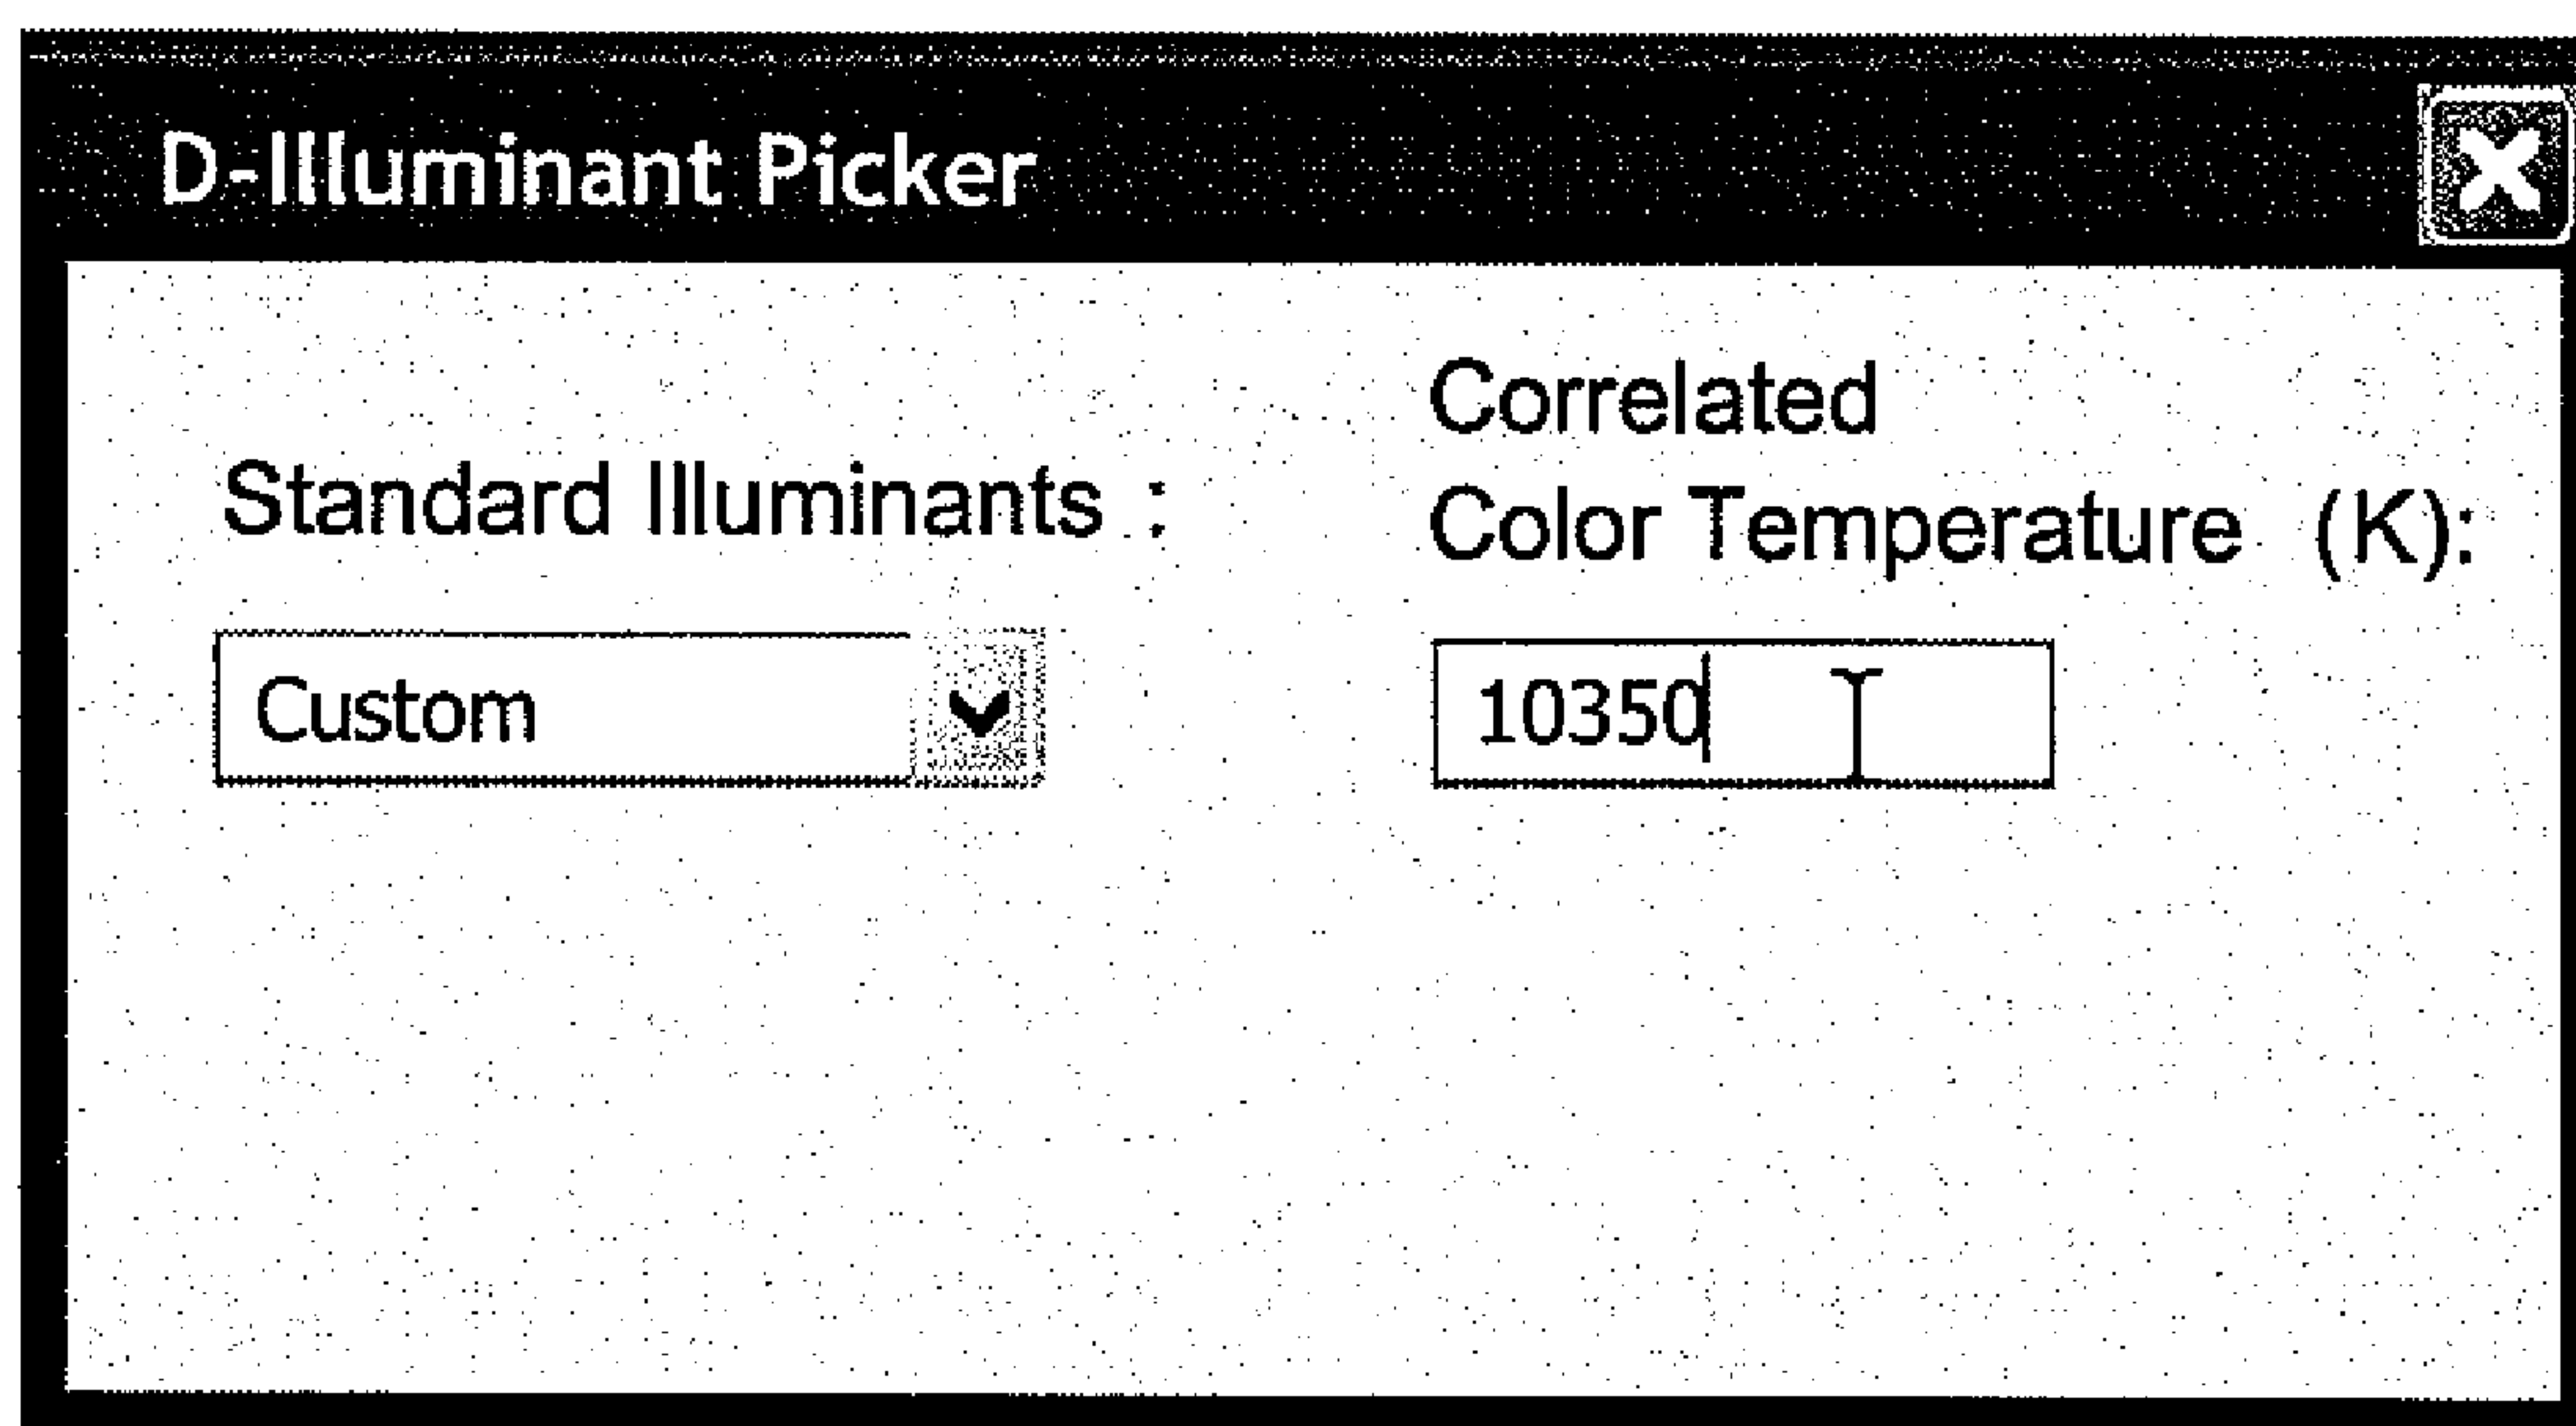 D-Illuminant Picker
Standard Illuminants :
Correlated
Color Temperature (K):
Custom
10350